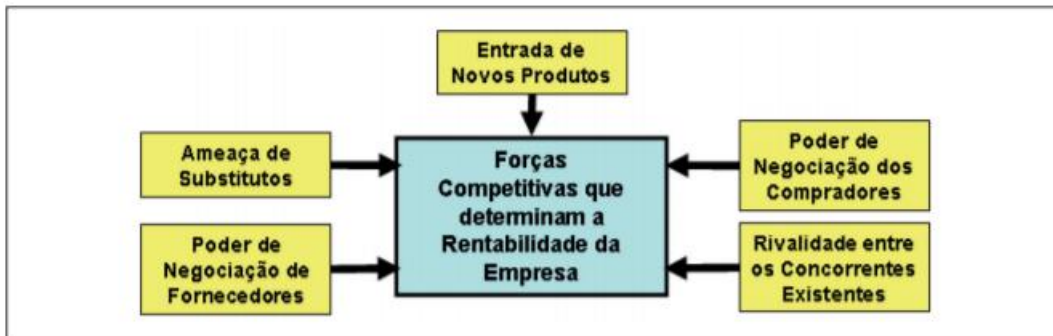 Entrada de
Novos Produtos
Ameaça de
Substitutos
Forças
Competitivas que
determinam a
Rentabilidade da
Empresa
Poder de
Negociação dos
Compradores
Poder de
Negociação de
Fornecedores
Rivalidade entre
os Concorrentes
Existentes